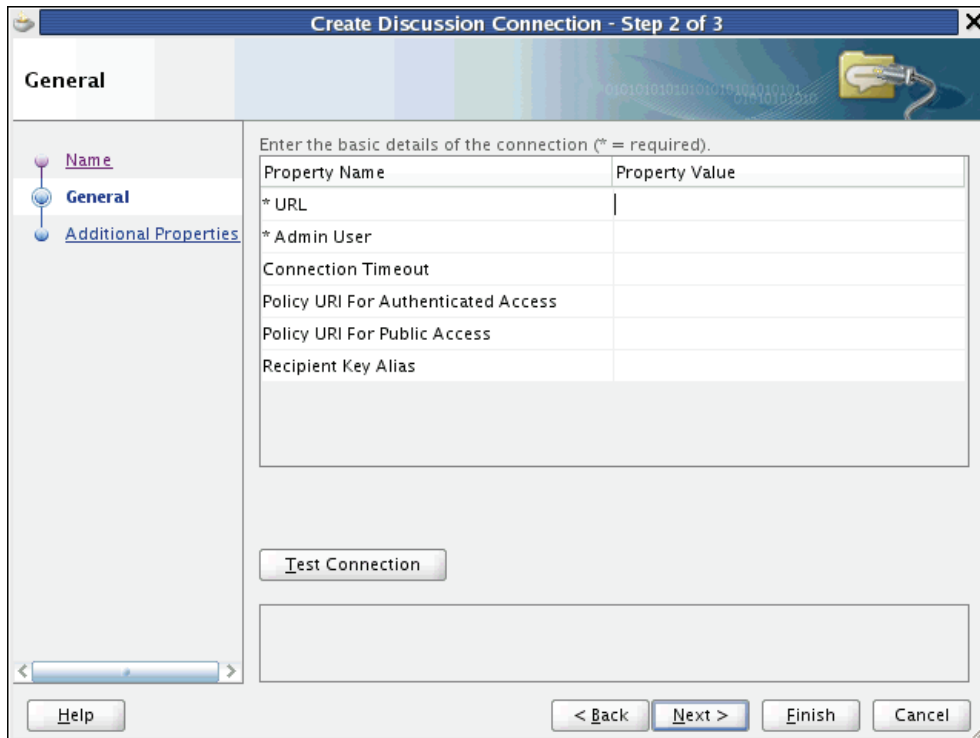 Create Discussion Connection - Step 2 of 3
General
010101010101010101010101
01010101010
Name
General
Additional Properties
Enter the basic details of the connection (* = required).
Property Name Property Value
* URL
* Admin User
Connection Timeout
Policy URI For Authenticated Access
Policy URI For Public Access
Recipient Key Alias
Test Connection
Help < Back Next > Finish Cancel